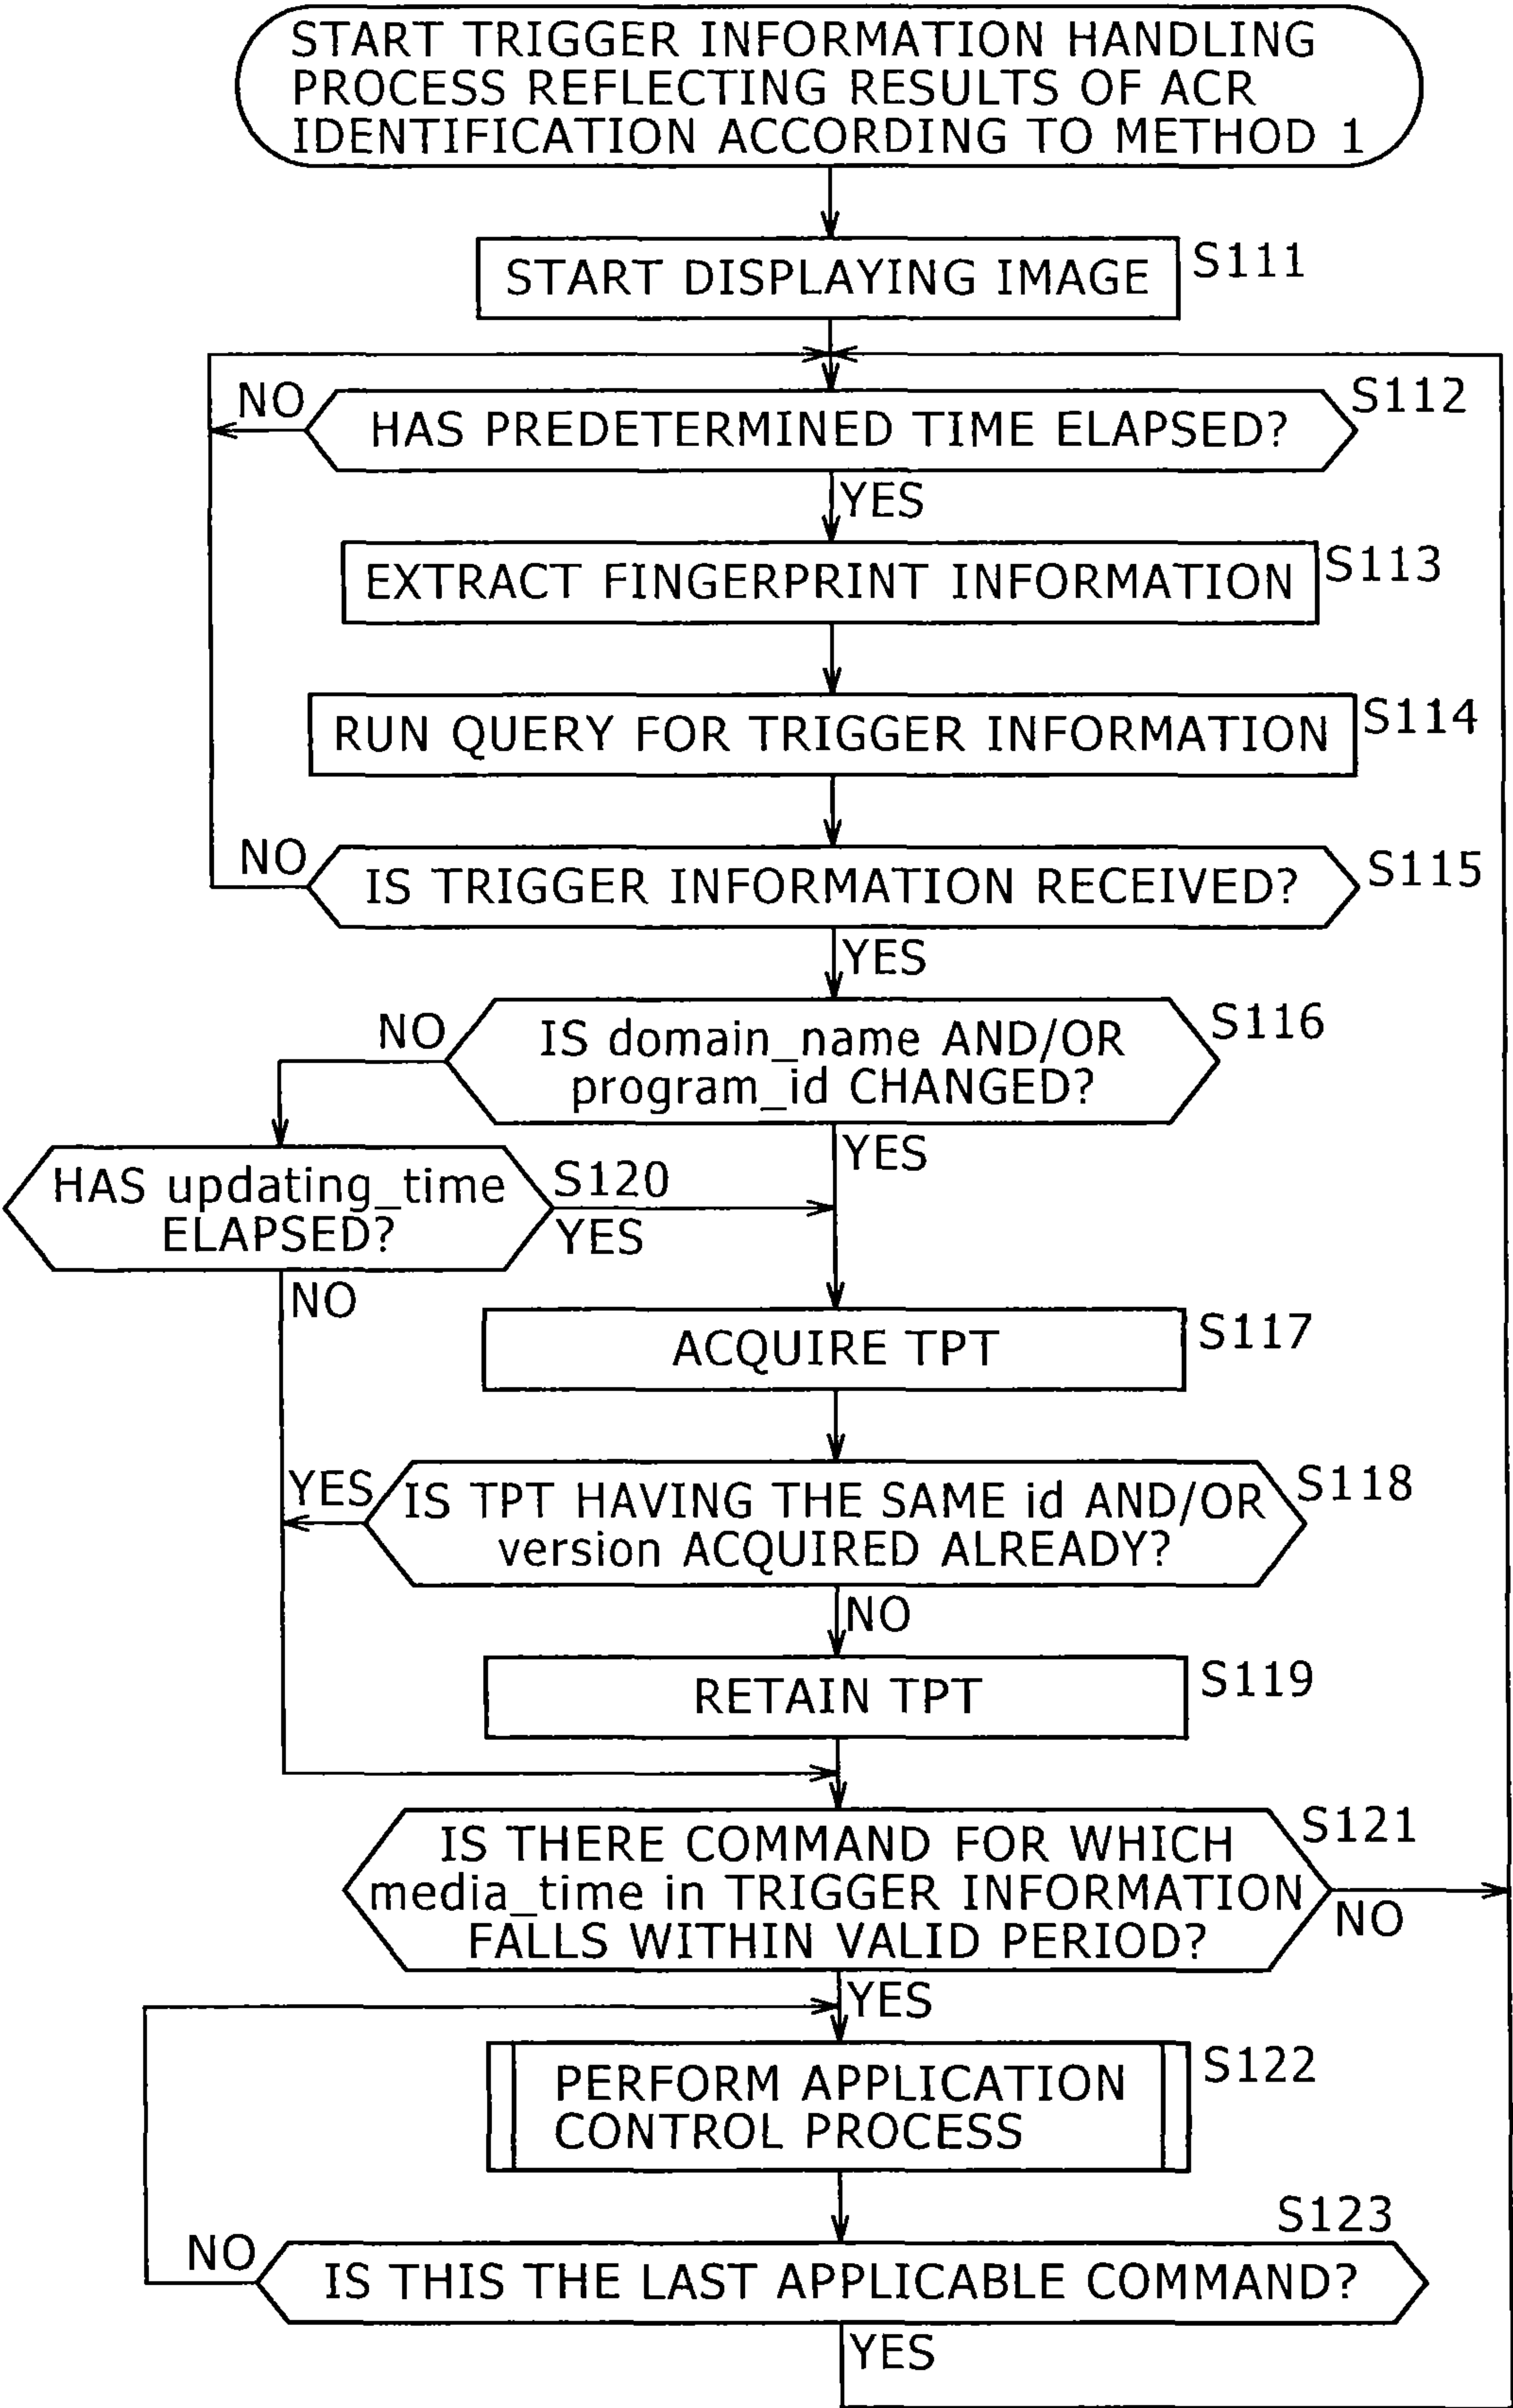 START TRIGGER INFORMATION HANDLING
PROCESS REFLECTING RESULTS OF ACR
IDENTIFICATION ACCORDING TO METHOD 1
START DISPLAYING IMAGE
S111
NO
HAS PREDETERMINED TIME ELAPSED?
S112
YES
EXTRACT FINGERPRINT INFORMATION
S113
RUN QUERY FOR TRIGGER INFORMATION
S114
NO
IS TRIGGER INFORMATION RECEIVED?
S115
YES
NO
IS domain_name AND/OR
program_id CHANGED?
S116
YES
HAS updating_time
ELAPSED?
S120
YES
NO
ACQUIRE TPT
S117
YES
IS TPT HAVING THE SAME id AND/OR
version ACQUIRED ALREADY?
S118
NO
RETAIN TPT
S119
IS THERE COMMAND FOR WHICH
media_time in TRIGGER INFORMATION
FALLS WITHIN VALID PERIOD?
S121
NO
YES
PERFORM APPLICATION
CONTROL PROCESS
S122
S123
NO
IS THIS THE LAST APPLICABLE COMMAND?
YES